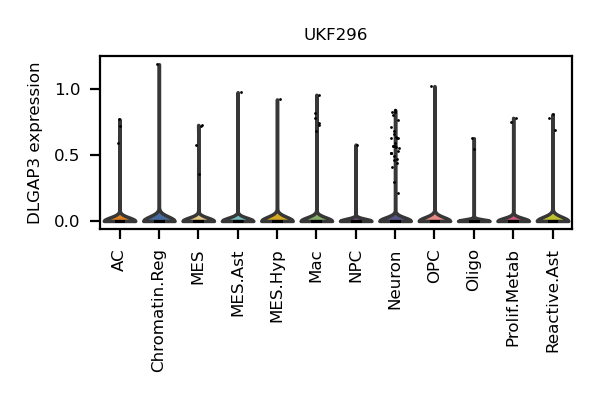 UKF296
DLGAP3 expression
1.0
0.5
0.0
AC
Chromatin.Reg
MES
MES.Ast
MES.Hyp
Mac
NPC
Neuron
OPC
Oligo
Prolif.Metab
Reactive.Ast